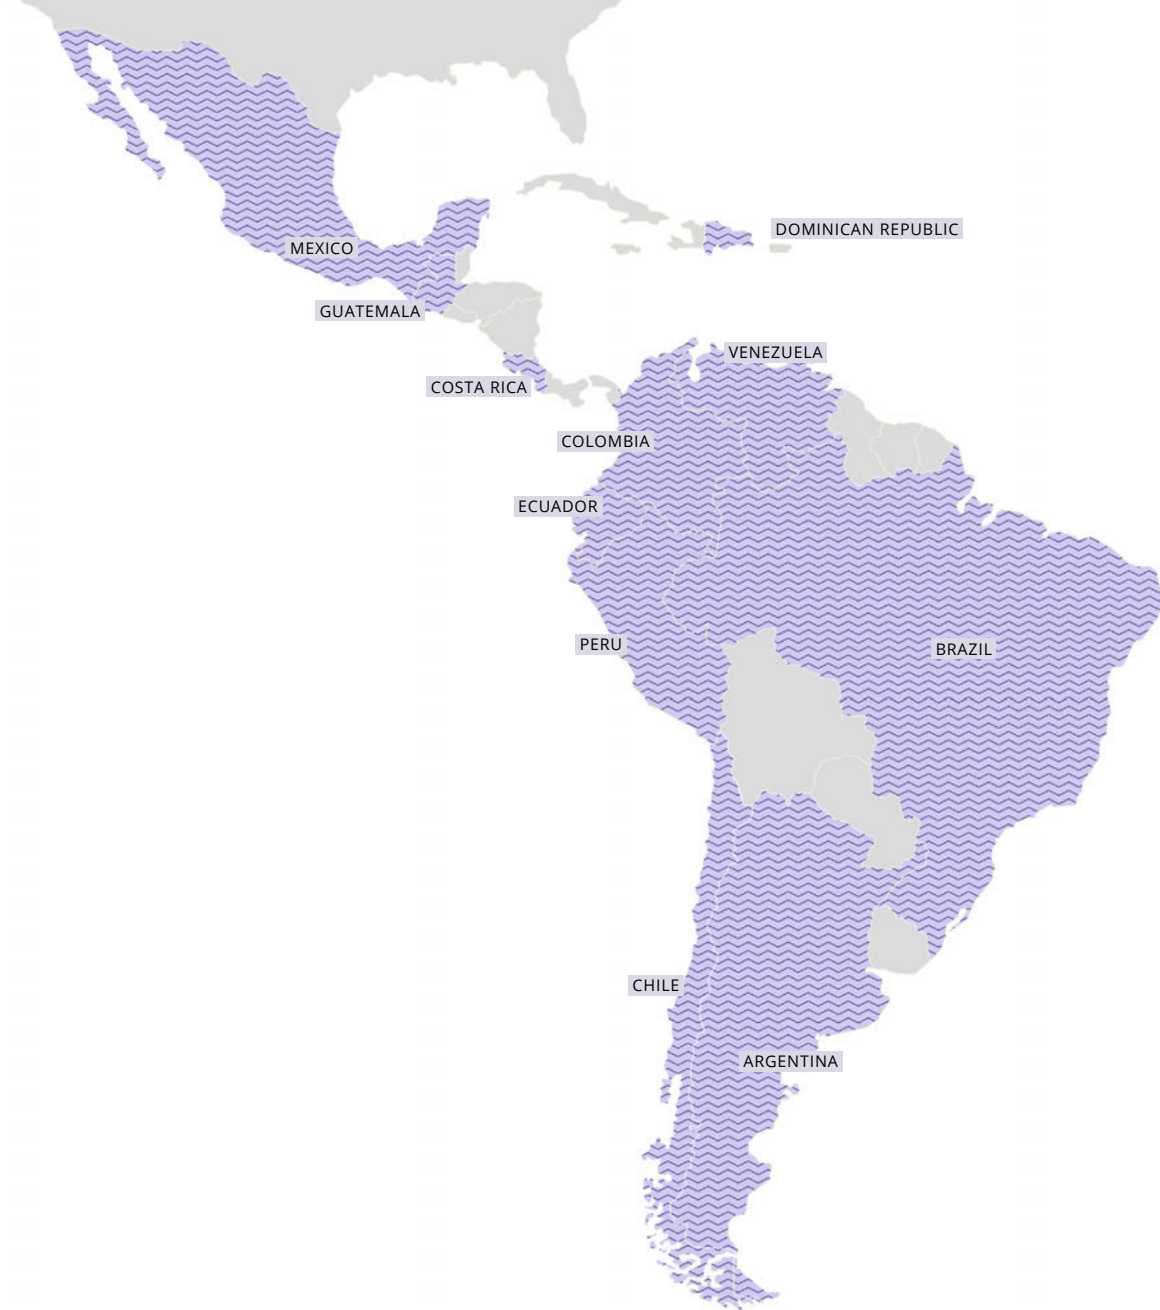 DOMINICAN REPUBLIC
MEXICO
GUATEMALA
VENEZUELA
COSTA RICA
COLOMBIA
ECUADOR
PERU
BRAZIL
CHILE
ARGENTINA